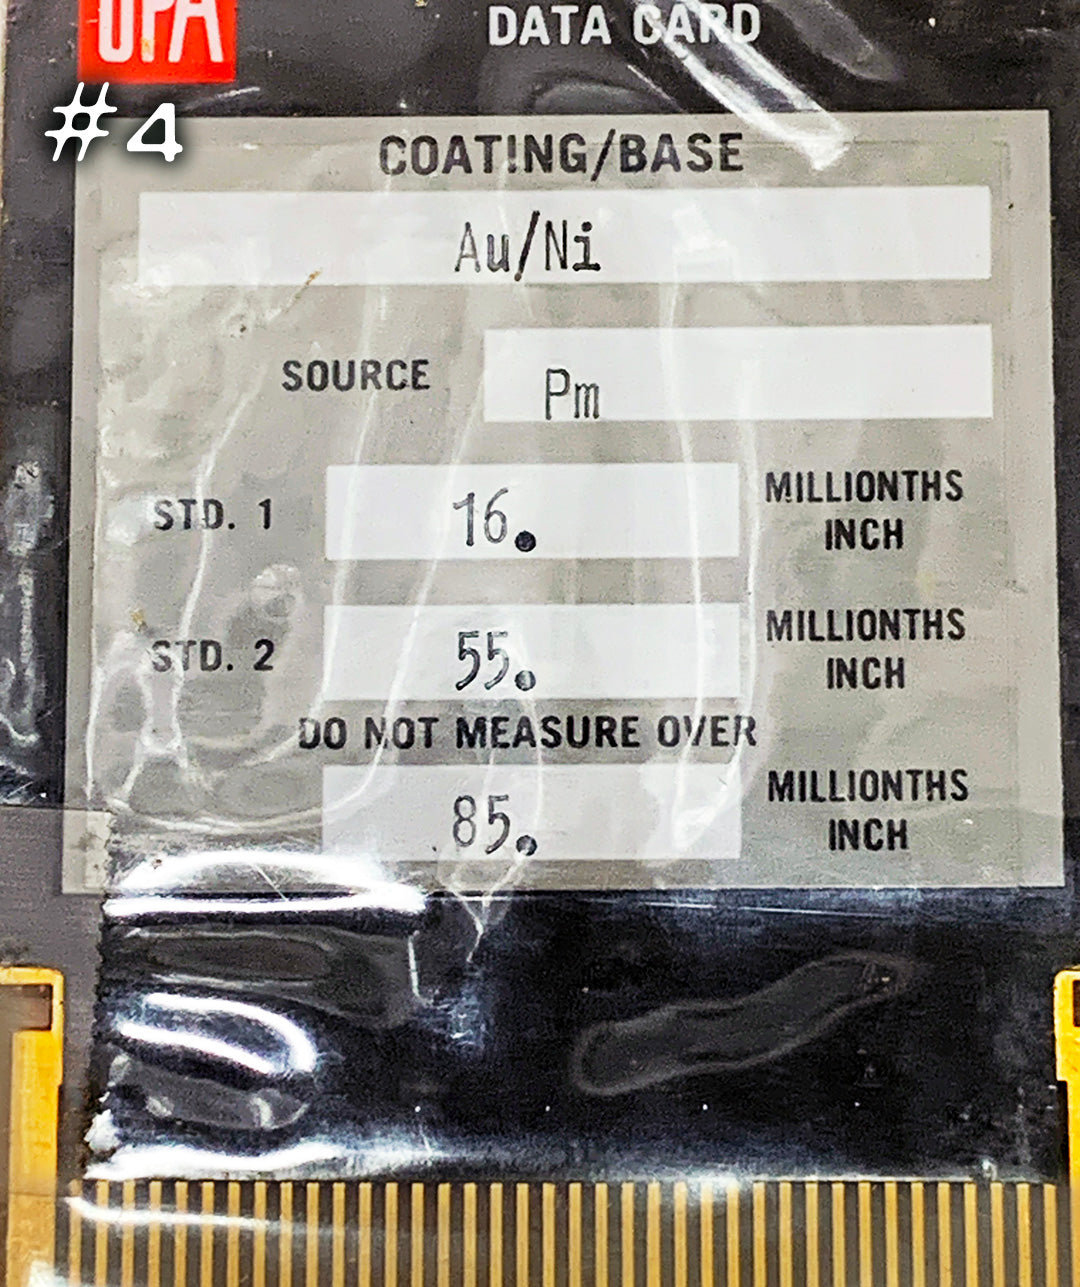 UPA
DATA CARD
#4
COATING/BASE
Au/Ni
SOURCE Pm
STD. 1 16. MILLIONTHS INCH
STD. 2 55. MILLIONTHS INCH
DO NOT MEASURE OVER
85. MILLIONTHS INCH